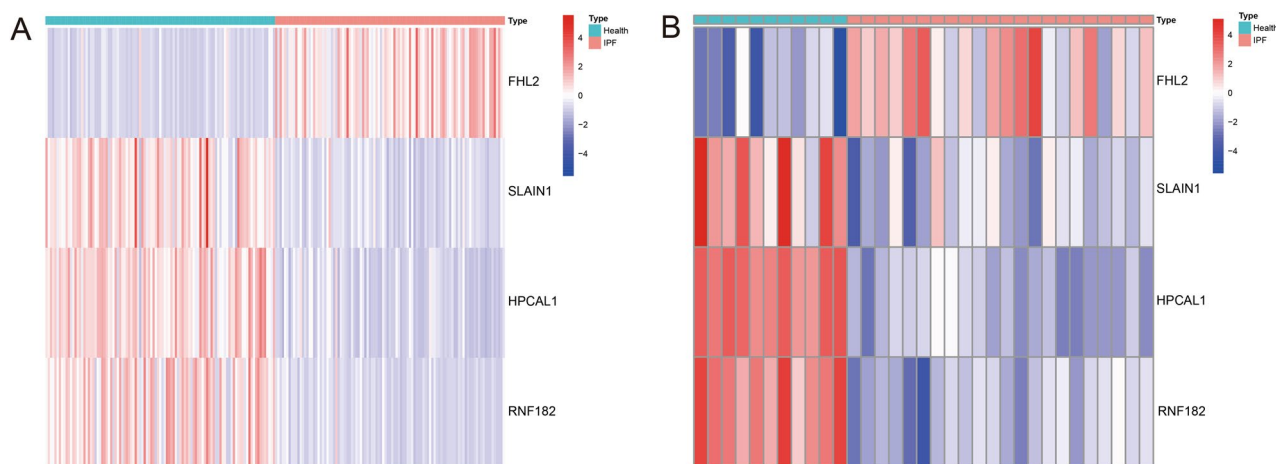 A
Type
FHL2
SLAIN1
HPCAL1
RNF182
4
2
0
−2
−4
Type
Health
IPF
B
Type
FHL2
SLAIN1
HPCAL1
RNF182
4
2
0
−2
−4
Type
Health
IPF